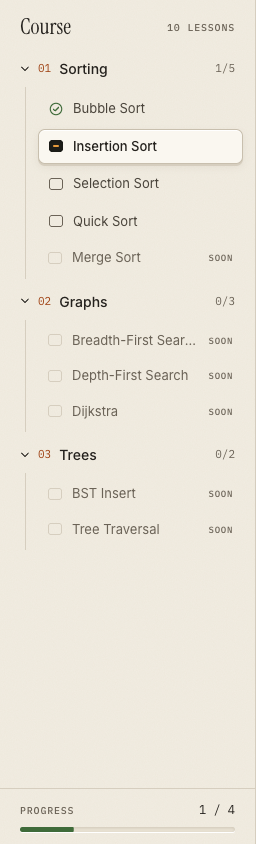 Course 10 LESSONS
01 Sorting 1/5
Bubble Sort
Insertion Sort
Selection Sort
Quick Sort
Merge Sort SOON
02 Graphs 0/3
Breadth-First Sear... SOON
Depth-First Search SOON
Dijkstra SOON
03 Trees 0/2
BST Insert SOON
Tree Traversal SOON
PROGRESS 1 / 4